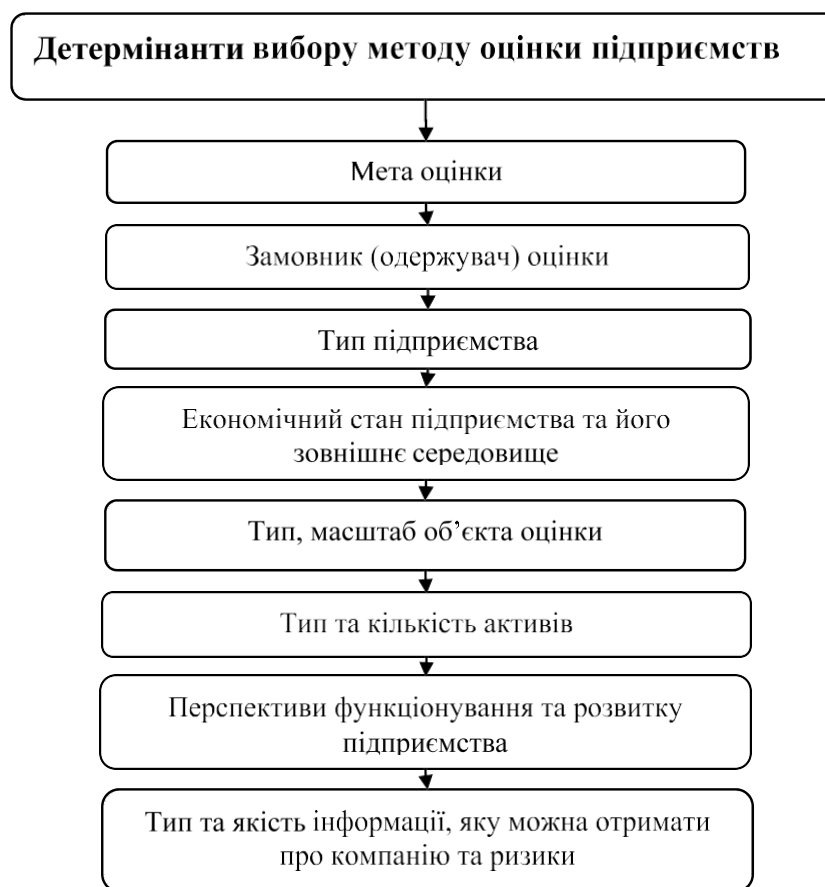 Детермінанти вибору методу оцінки підприємств
Мета оцінки
Замовник (одержувач) оцінки
Тип підприємства
Економічний стан підприємства та його
зовнішнє середовище
Тип, масштаб об’єкта оцінки
Тип та кількість активів
Перспективи функціонування та розвитку
підприємства
Тип та якість інформації, яку можна отримати
про компанію та ризики